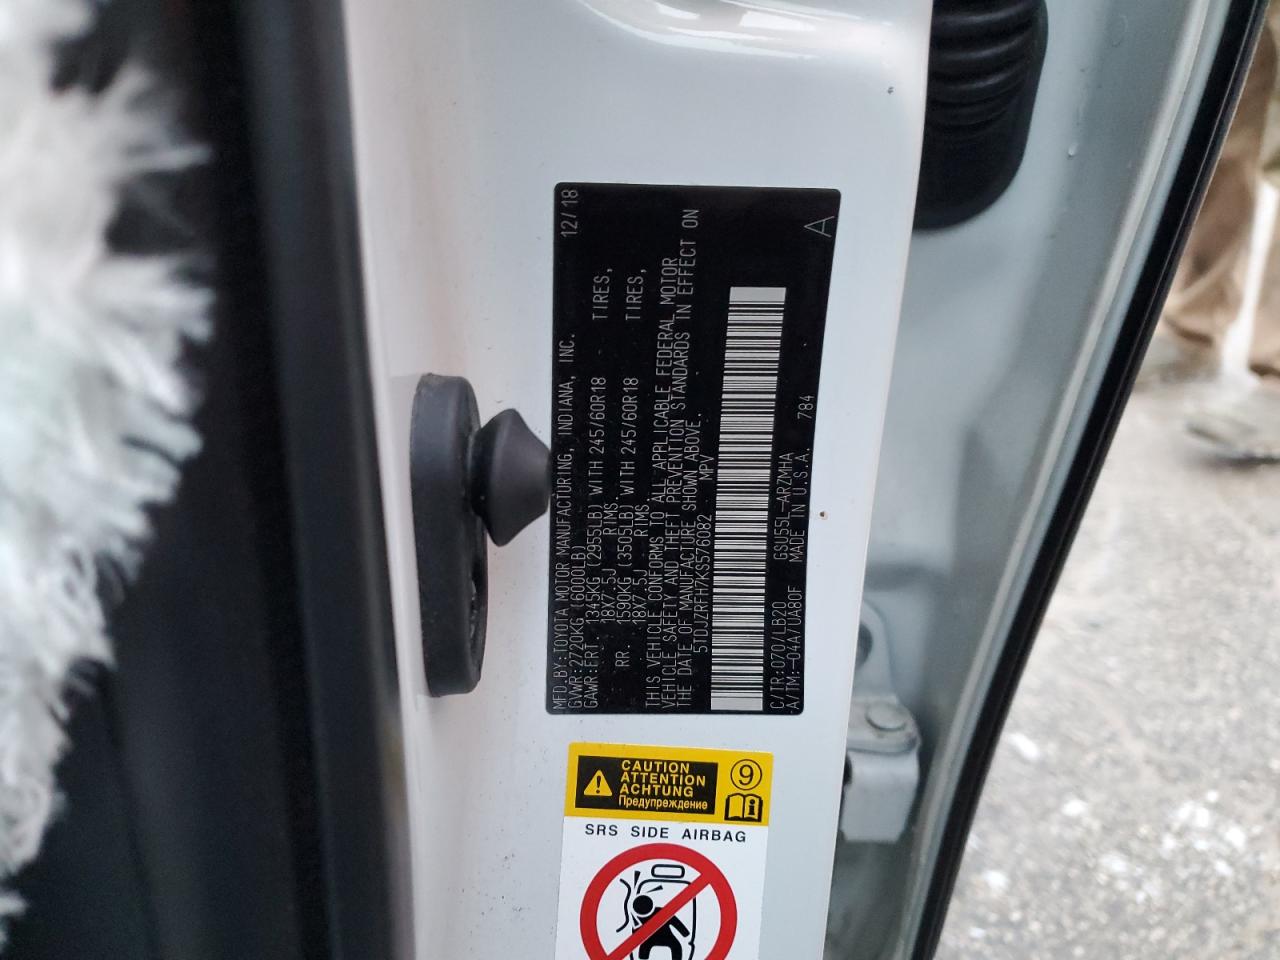 MFD.BY:TOYOTA MOTOR MANUFACTURING, INDIANA, INC. 12/18
GVWR:2720KG (6000LB)
GAWR:FRT. 1345KG (2955LB) WITH 245/60R18 TIRES,
18X7.5J RIMS.
RR. 1590KG (3505LB) WITH 245/60R18 TIRES,
18X7.5J RIMS.
THIS VEHICLE CONFORMS TO ALL APPLICABLE FEDERAL MOTOR
VEHICLE SAFETY AND THEFT PREVENTION STANDARDS IN EFFECT ON
THE DATE OF MANUFACTURE SHOWN ABOVE.
5TDJZRFH7KS576082 MPV
C/TR:070/LB20 GSU55L-ARZMHA
A/TM:-04A/UA80F MADE IN U.S.A. 784
A
CAUTION
ATTENTION
ACHTUNG
Предупреждение
9
i
SRS SIDE AIRBAG